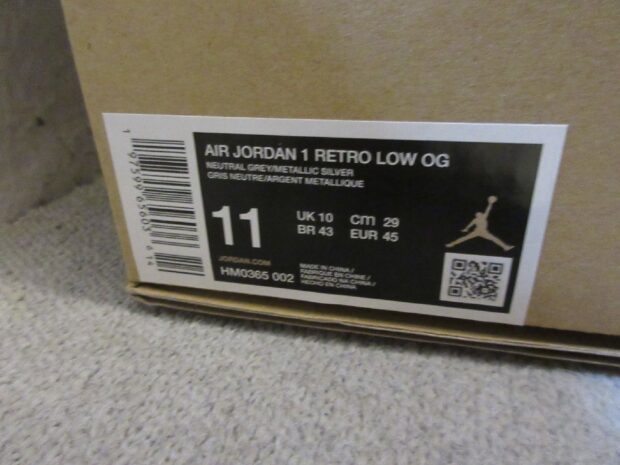 AIR JORDAN 1 RETRO LOW OG
NEUTRAL GREY/METALLIC SILVER
GRIS NEUTRE/ARGENT METALLIQUE
11
UK 10 cm 29
BR 43 EUR 45
JORDAN.COM
HM0365 002
MADE IN CHINA /
FABRIQUE EN CHINE /
FABRICADO NA CHINA /
HECHO EN CHINA